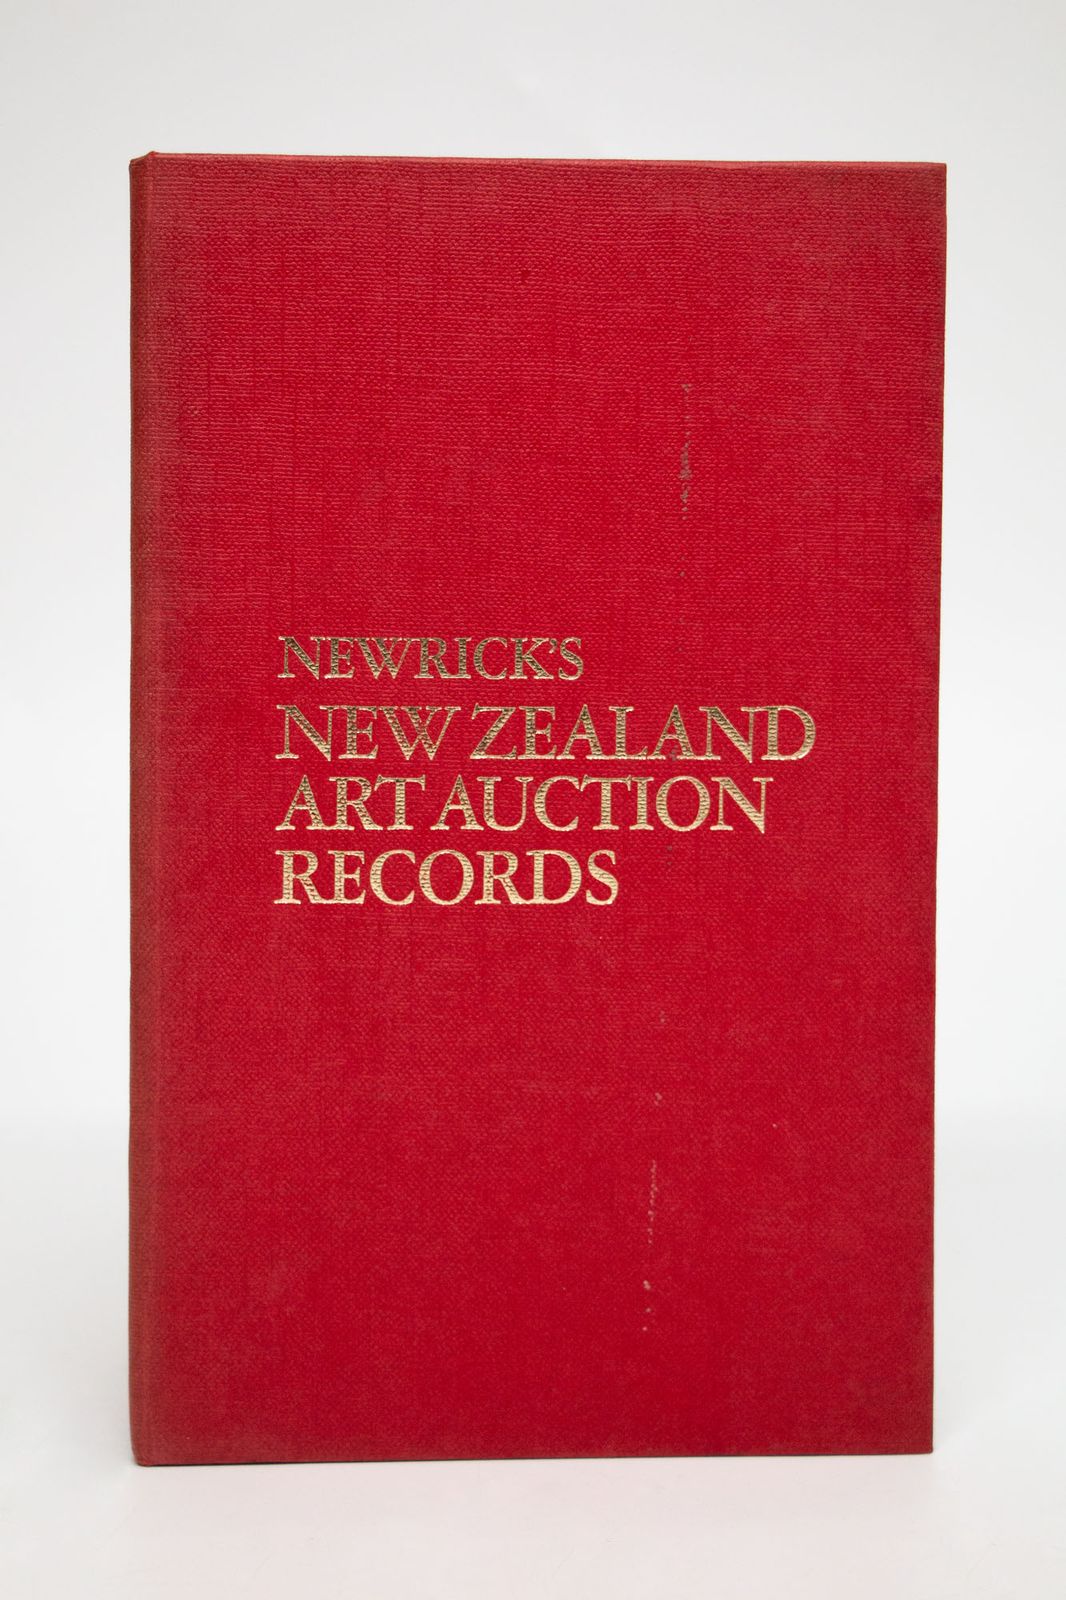 NEWRICK'S
NEW ZEALAND
ART AUCTION
RECORDS